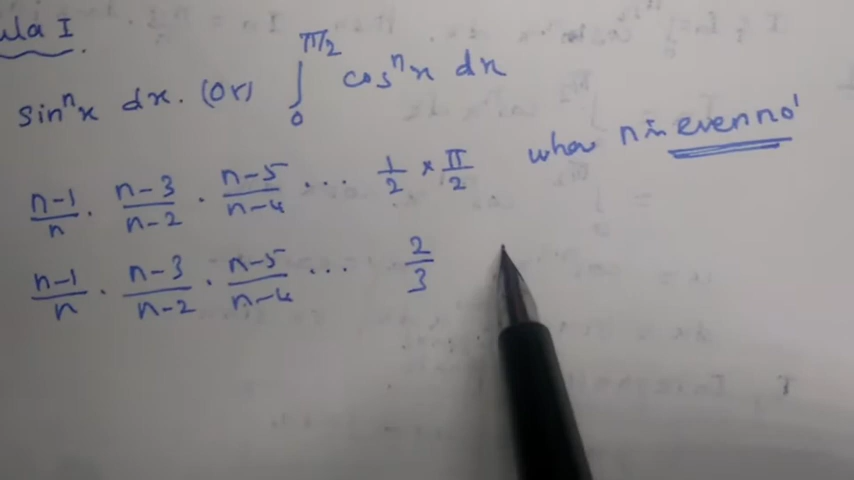 ula I
sinⁿx dx. (or) ∫₀^π/2 cosⁿx dx
n-1/n . n-3/n-2 . n-5/n-4 ... 1/2 × π/2 when n is even no'
n-1/n . n-3/n-2 . n-5/n-4 ... 2/3